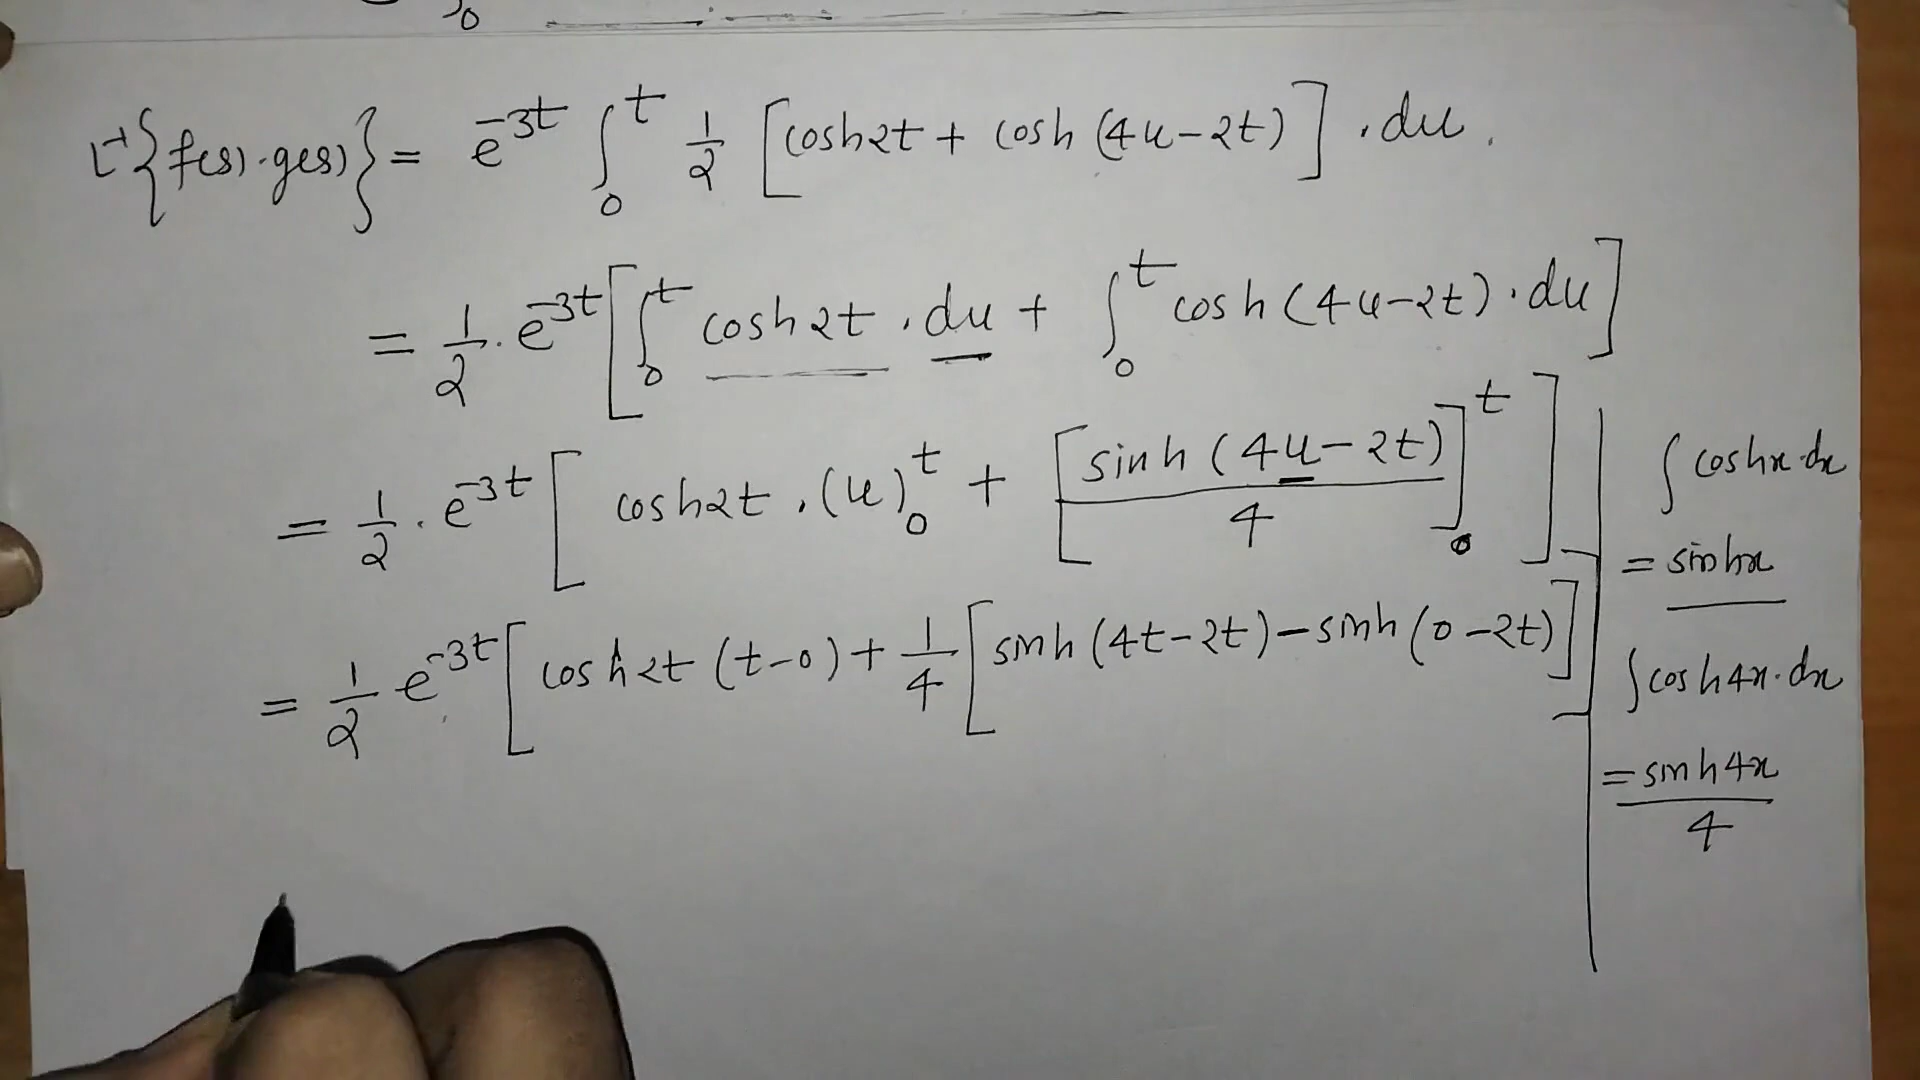 ∫₀
L⁻¹{f(s)·g(s)} = e^{-3t} ∫₀^t 1/2 [cosh2t + cosh(4u-2t)] · du.
= 1/2 · e^{-3t} [∫₀^t cosh2t · du + ∫₀^t cosh(4u-2t) · du]
= 1/2 · e^{-3t} [cosh2t · (u)₀^t + [sinh(4u-2t)/4]₀^t]
= 1/2 e^{-3t} [cosh2t (t-0) + 1/4 [sinh(4t-2t) - sinh(0-2t)]]
∫coshx·dx
= sinhx
∫cosh4x·dx
= sinh4x/4